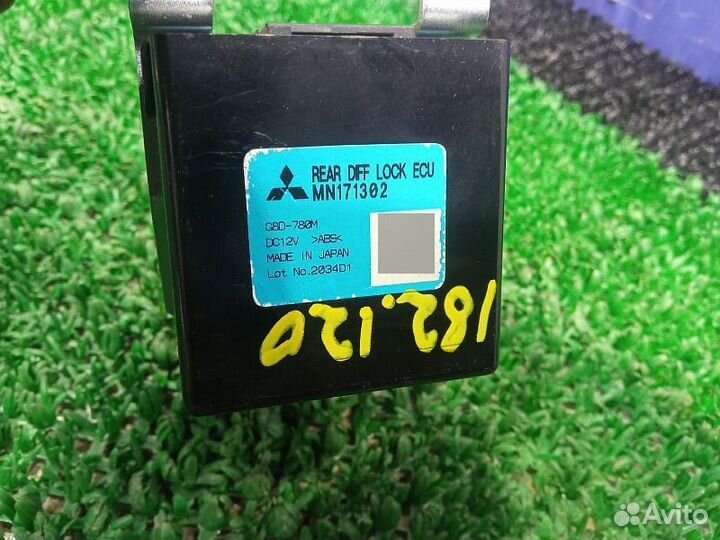 REAR DIFF LOCK ECU
MN171302
G8D-780M
DC12V >ABS<
MADE IN JAPAN
Lot No.2034D1
182.120
Avito